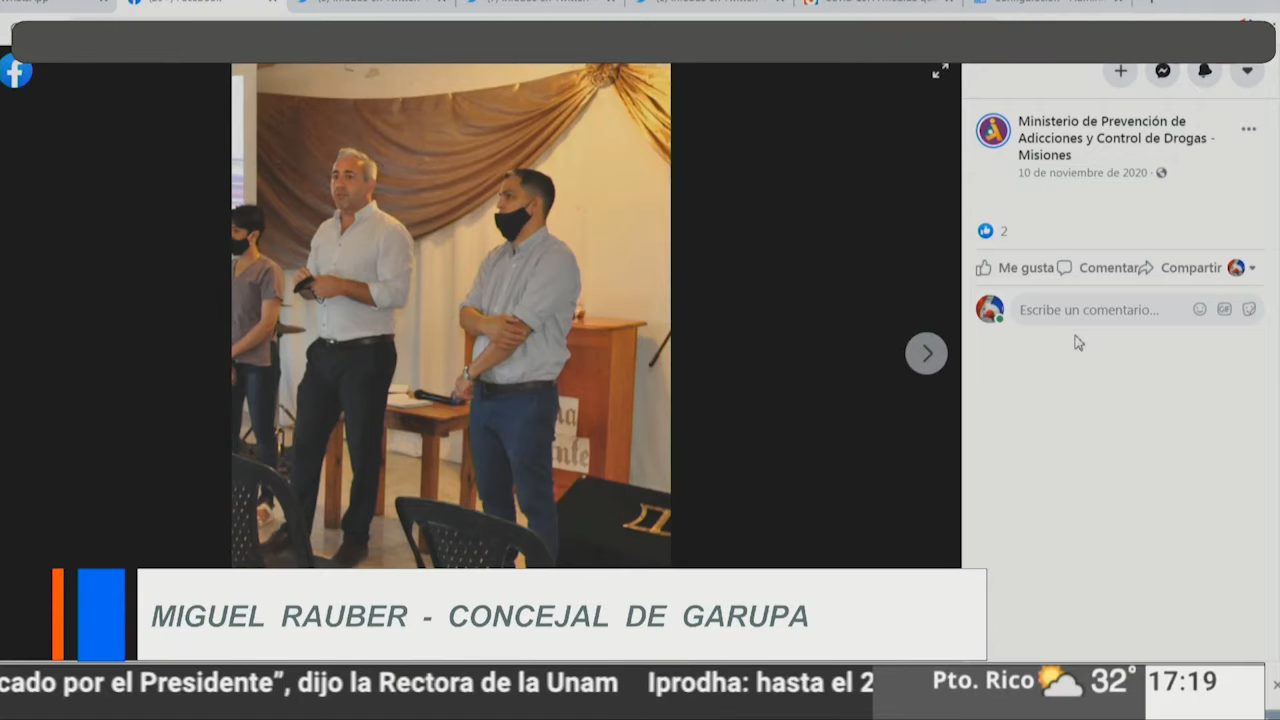 Ministerio de Prevención de
Adicciones y Control de Drogas -
Misiones
10 de noviembre de 2020 ·
2
Me gusta Comentar Compartir
Escribe un comentario...
GIF
MIGUEL RAUBER - CONCEJAL DE GARUPA
cado por el Presidente", dijo la Rectora de la Unam Iprodha: hasta el 2
Pto. Rico 32° 17:19